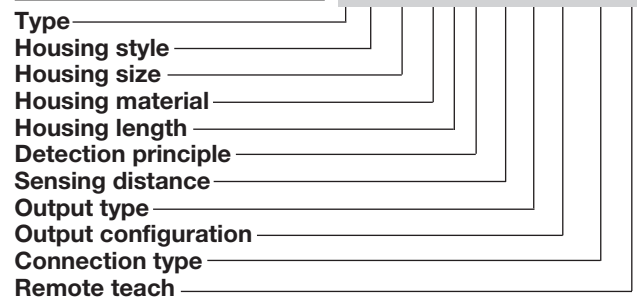 Type
Housing style
Housing size
Housing material
Housing length
Detection principle
Sensing distance
Output type
Output configuration
Connection type
Remote teach